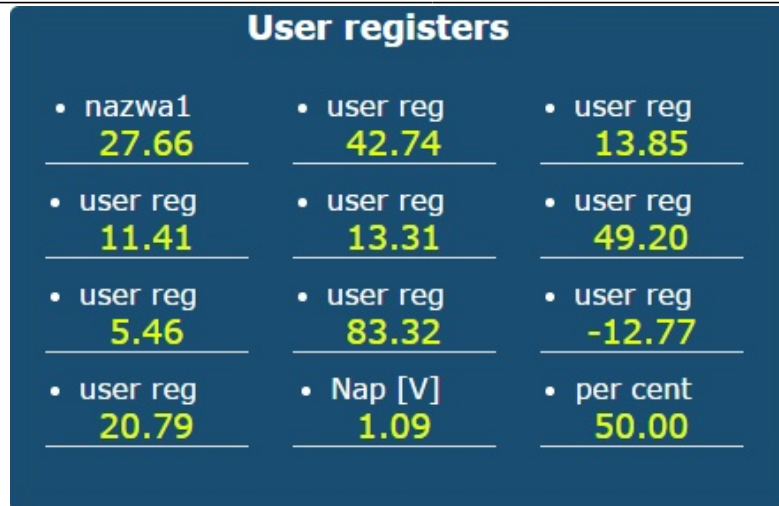 User registers
• nazwa1 • user reg • user reg
27.66 42.74 13.85
• user reg • user reg • user reg
11.41 13.31 49.20
• user reg • user reg • user reg
5.46 83.32 -12.77
• user reg • Nap [V] • per cent
20.79 1.09 50.00